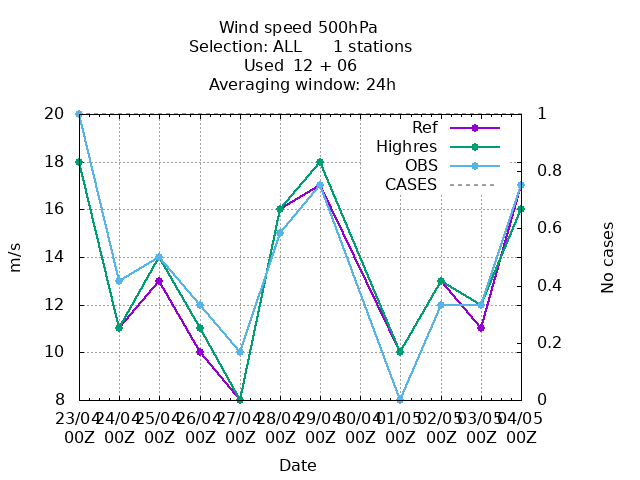 Wind speed 500hPa
Selection: ALL 1 stations
Used 12 + 06
Averaging window: 24h
20
18
16
14
12
10
8
m/s
1
0.8
0.6
0.4
0.2
0
No cases
Ref
Highres
OBS
CASES
23/04 24/04 25/04 26/04 27/04 28/04 29/04 30/04 01/05 02/05 03/05 04/05
00Z 00Z 00Z 00Z 00Z 00Z 00Z 00Z 00Z 00Z 00Z 00Z
Date